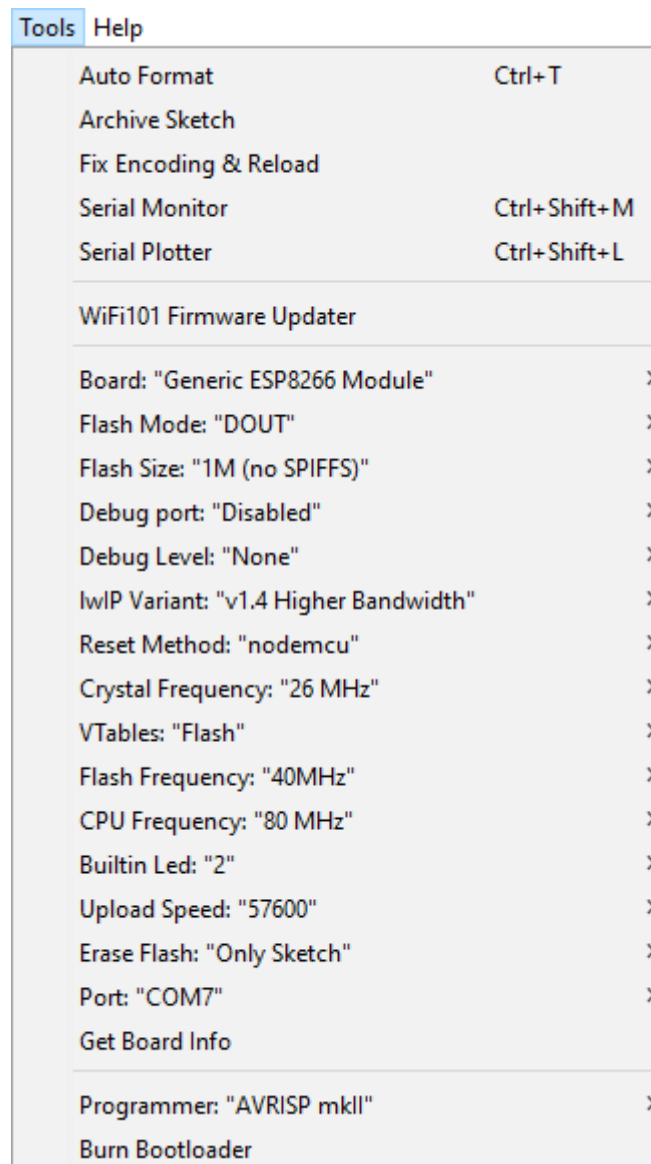 Tools Help
Auto Format Ctrl+T
Archive Sketch
Fix Encoding & Reload
Serial Monitor Ctrl+Shift+M
Serial Plotter Ctrl+Shift+L
WiFi101 Firmware Updater
Board: "Generic ESP8266 Module"
Flash Mode: "DOUT"
Flash Size: "1M (no SPIFFS)"
Debug port: "Disabled"
Debug Level: "None"
lwIP Variant: "v1.4 Higher Bandwidth"
Reset Method: "nodemcu"
Crystal Frequency: "26 MHz"
VTables: "Flash"
Flash Frequency: "40MHz"
CPU Frequency: "80 MHz"
Builtin Led: "2"
Upload Speed: "57600"
Erase Flash: "Only Sketch"
Port: "COM7"
Get Board Info
Programmer: "AVRISP mkII"
Burn Bootloader